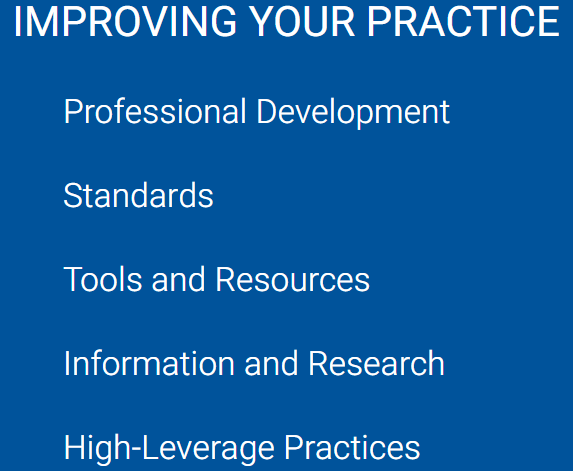 IMPROVING YOUR PRACTICE
Professional Development
Standards
Tools and Resources
Information and Research
High-Leverage Practices